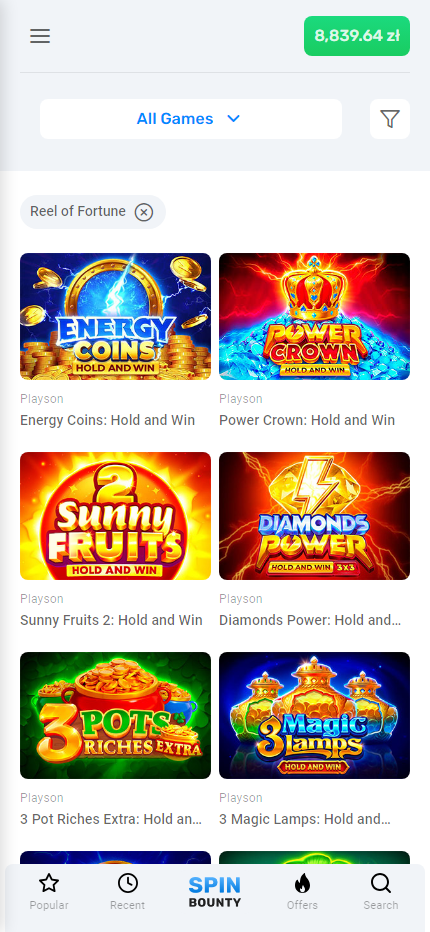 8,839.64 zł
All Games
Reel of Fortune
ENERGY
COINS
HOLD AND WIN
POWER
CROWN
HOLD AND WIN
Playson
Energy Coins: Hold and Win
Playson
Power Crown: Hold and Win
2
Sunny
FRUITS
HOLD AND WIN
DIAMONDS
POWER
HOLD AND WIN 3X3
Playson
Sunny Fruits 2: Hold and Win
Playson
Diamonds Power: Hold and...
3 POTS
RICHES EXTRA
3 Magic
Lamps
HOLD AND WIN
Playson
3 Pot Riches Extra: Hold an...
Playson
3 Magic Lamps: Hold and...
Popular
Recent
SPIN
BOUNTY
Offers
Search